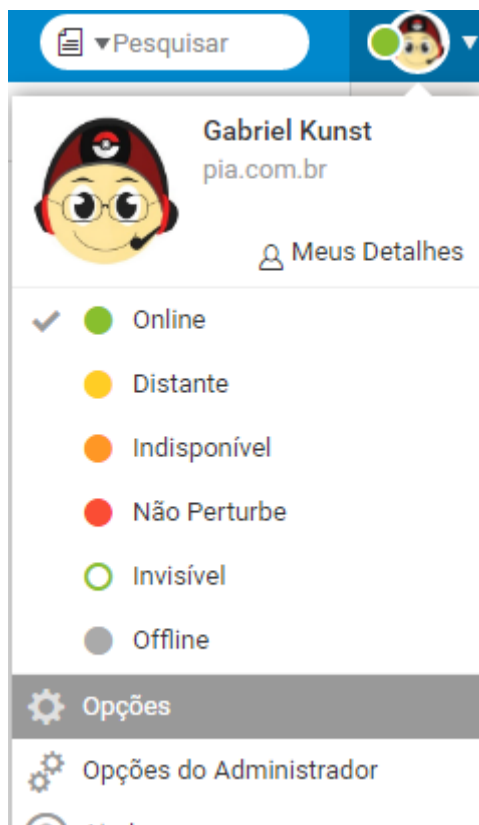 Pesquisar
Gabriel Kunst
pia.com.br
Meus Detalhes
Online
Distante
Indisponível
Não Perturbe
Invisível
Offline
Opções
Opções do Administrador